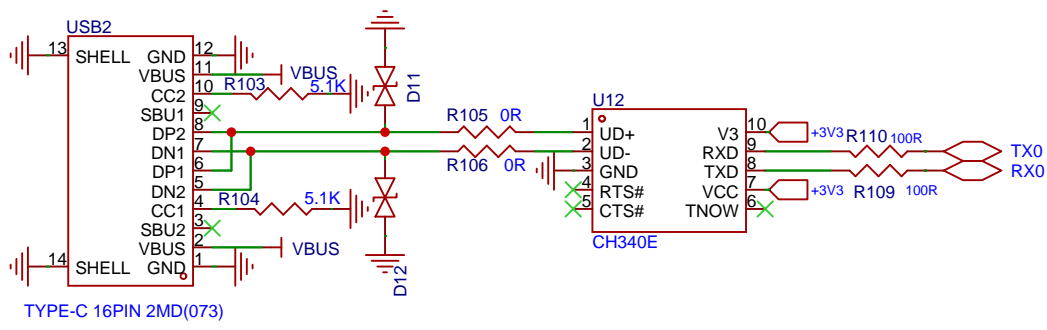 USB2
13 SHELL GND 12
VBUS 11 VBUS
CC2 10 R103 5.1K D11
SBU1 9
DP2 8 R105 0R
DN1 7 R106 0R
DP1 6
DN2 5
CC1 4 R104 5.1K
SBU2 3
VBUS 2 VBUS
14 SHELL GND 1 D12
TYPE-C 16PIN 2MD(073)
U12
1 UD+ V3 10 +3V3
2 UD- RXD 9 R110 100R TX0
3 GND TXD 8 R109 100R RX0
4 RTS# VCC 7 +3V3
5 CTS# TNOW 6
CH340E